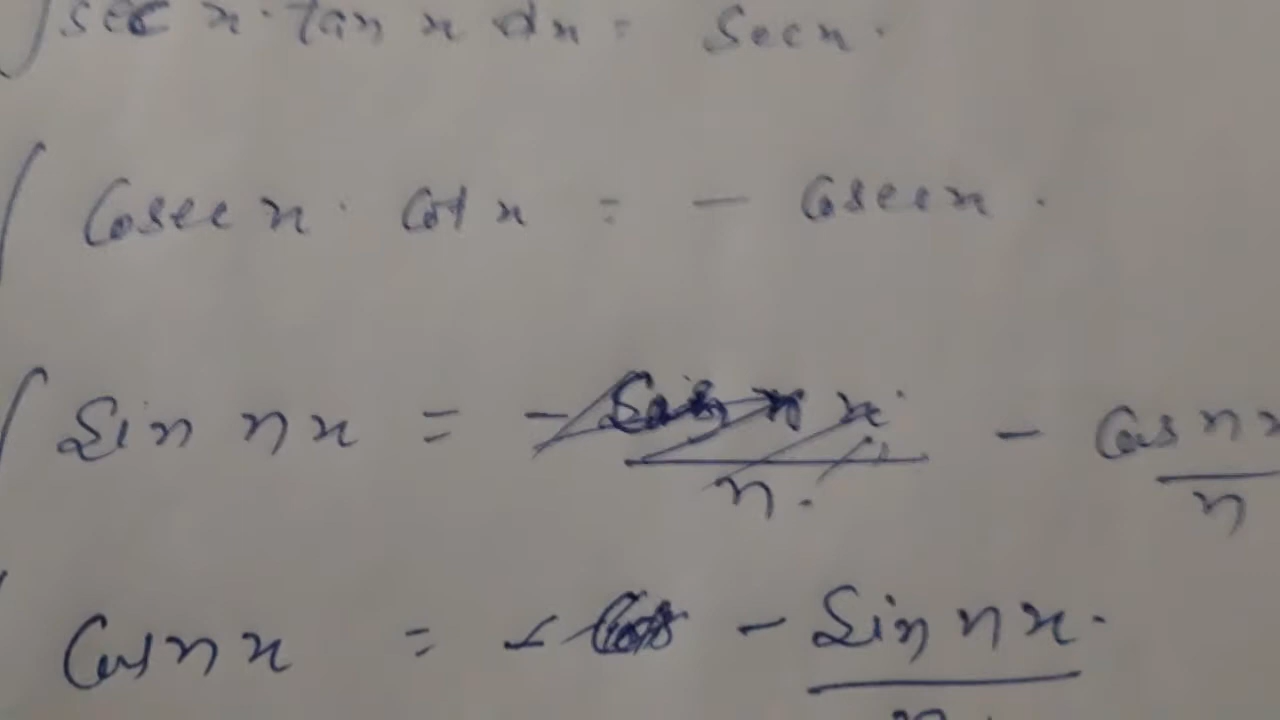 ∫ sec x · tan x dx = Sec x .
∫ Cosec x · Cot x = - Cosec x .
∫ Sin nx = - Cos nx / n
∫ Cos nx = - Sin nx . / n